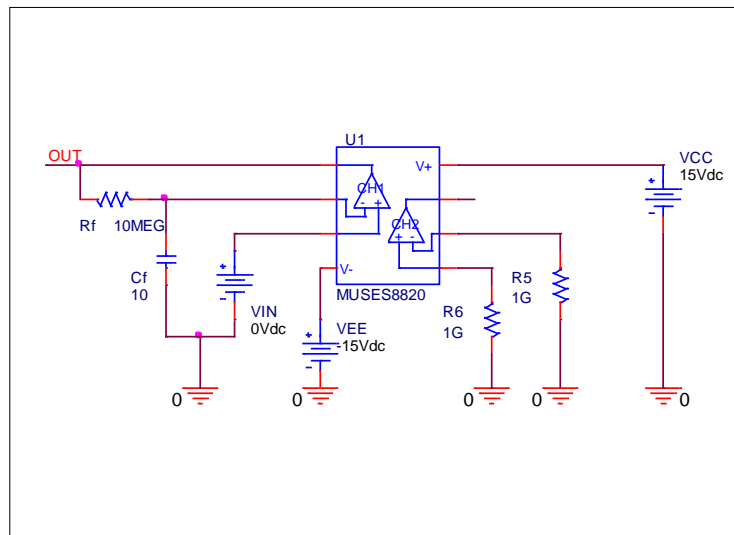 U1
OUT
V+
VCC
15Vdc
CH1
CH2
+
-
Rf
10MEG
- +
+ -
Cf
10
+
-
VIN
0Vdc
V-
MUSES8820
R5
1G
R6
1G
+
-
VEE
-15Vdc
0
0
0
0
0